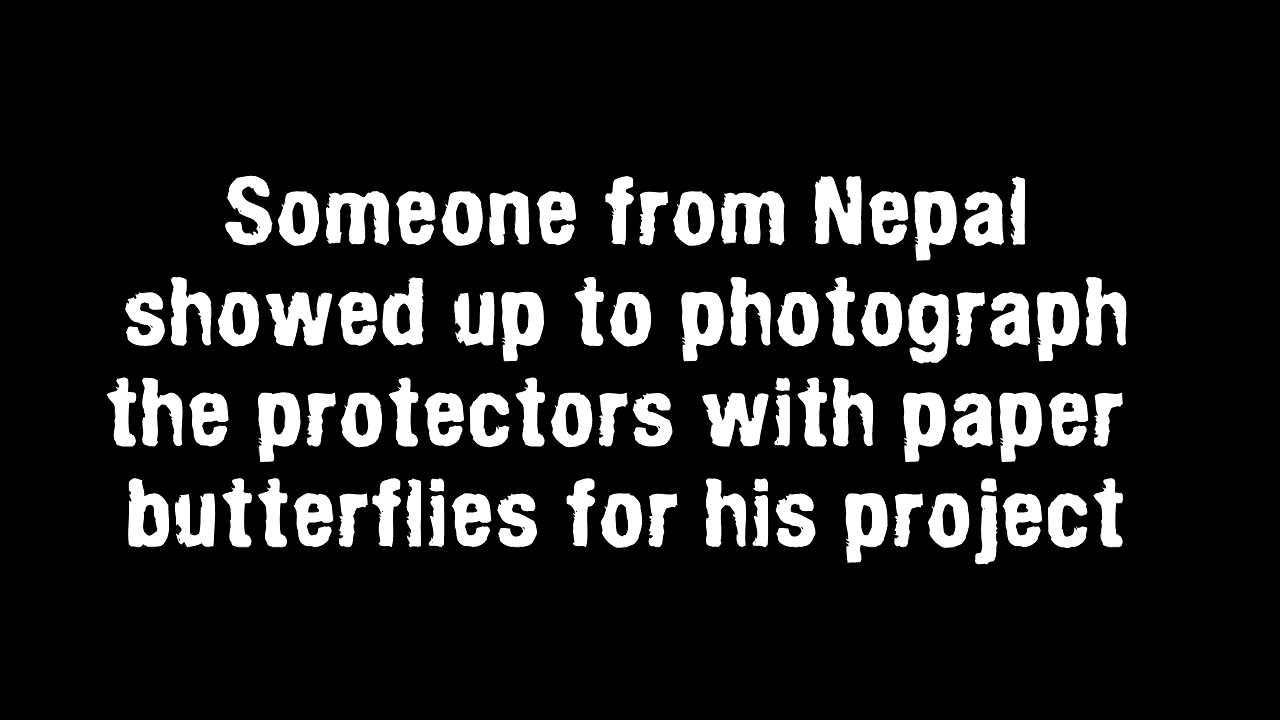 Someone from Nepal
showed up to photograph
the protectors with paper
butterflies for his project